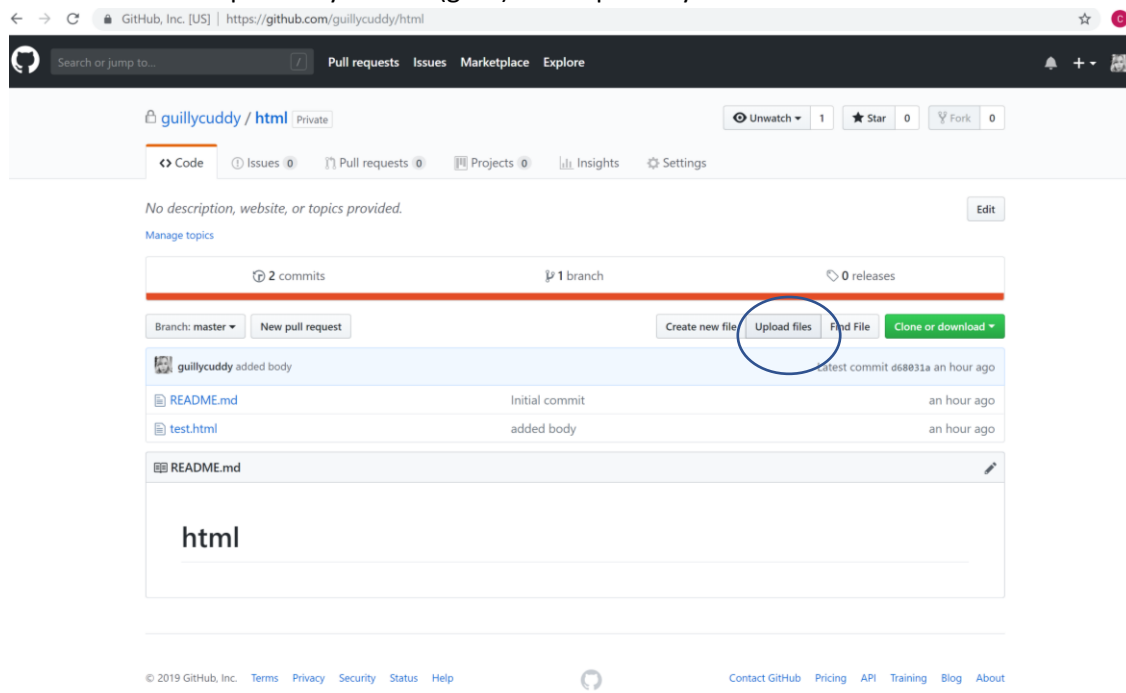 GitHub, Inc. [US] | https://github.com/guillycuddy/html
Search or jump to... / Pull requests Issues Marketplace Explore
guillycuddy / html Private Unwatch 1 Star 0 Fork 0
Code Issues 0 Pull requests 0 Projects 0 Insights Settings
No description, website, or topics provided. Edit
Manage topics
2 commits 1 branch 0 releases
Branch: master New pull request Create new file Upload files Find File Clone or download
guillycuddy added body Latest commit d68031a an hour ago
README.md Initial commit an hour ago
test.html added body an hour ago
README.md
html
© 2019 GitHub, Inc. Terms Privacy Security Status Help Contact GitHub Pricing API Training Blog About